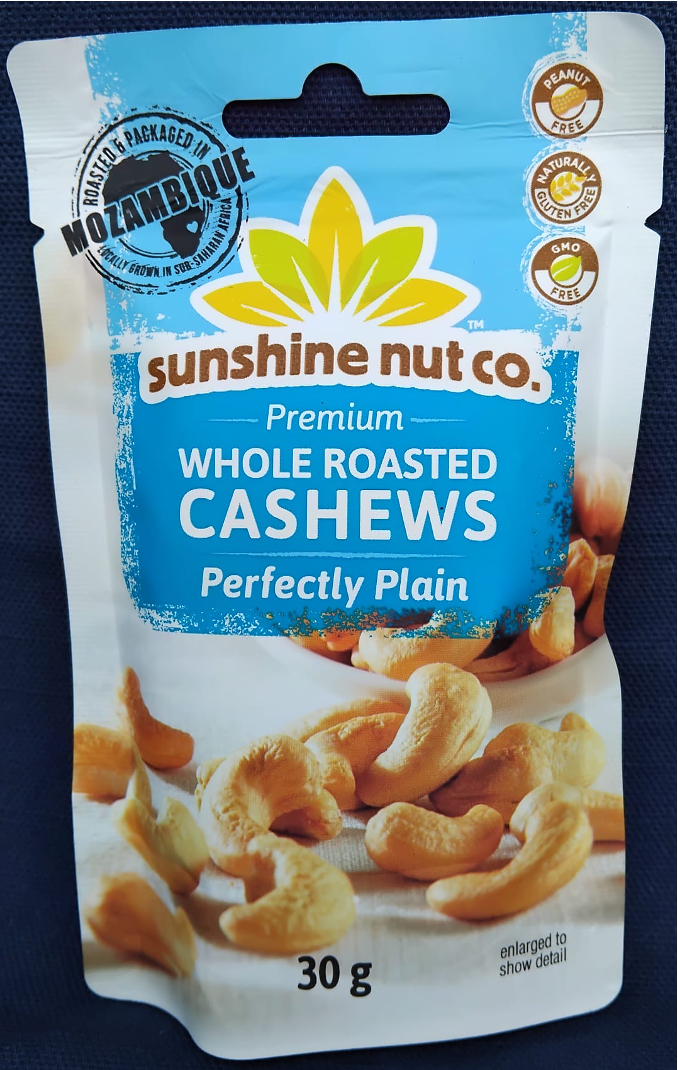 ROASTED & PACKAGED IN
MOZAMBIQUE
LOCALLY GROWN IN SUB-SAHARAN AFRICA
PEANUT
FREE
NATURALLY
GLUTEN FREE
GMO
FREE
TM
sunshine nut co.
Premium
WHOLE ROASTED
CASHEWS
Perfectly Plain
30 g
enlarged to
show detail